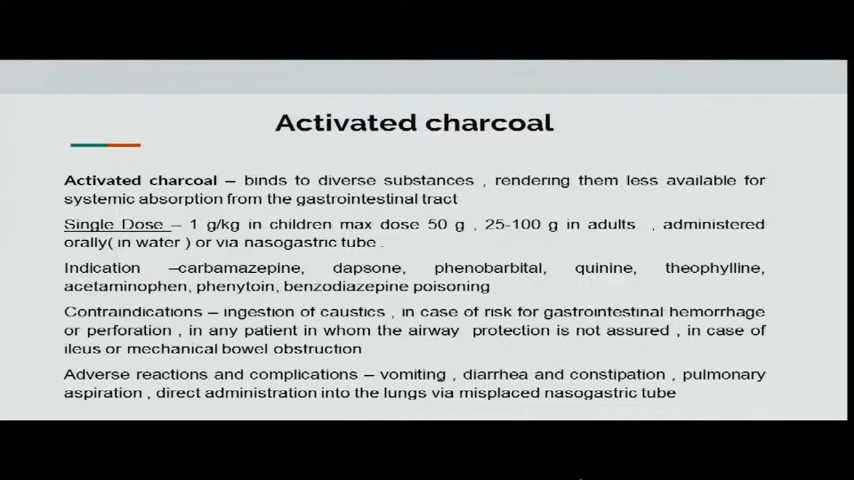 Activated charcoal
Activated charcoal – binds to diverse substances , rendering them less available for
systemic absorption from the gastrointestinal tract
Single Dose – 1 g/kg in children max dose 50 g , 25-100 g in adults , administered
orally( in water ) or via nasogastric tube .
Indication –carbamazepine, dapsone, phenobarbital, quinine, theophylline,
acetaminophen, phenytoin, benzodiazepine poisoning
Contraindications – ingestion of caustics , in case of risk for gastrointestinal hemorrhage
or perforation , in any patient in whom the airway protection is not assured , in case of
ileus or mechanical bowel obstruction
Adverse reactions and complications – vomiting , diarrhea and constipation , pulmonary
aspiration , direct administration into the lungs via misplaced nasogastric tube